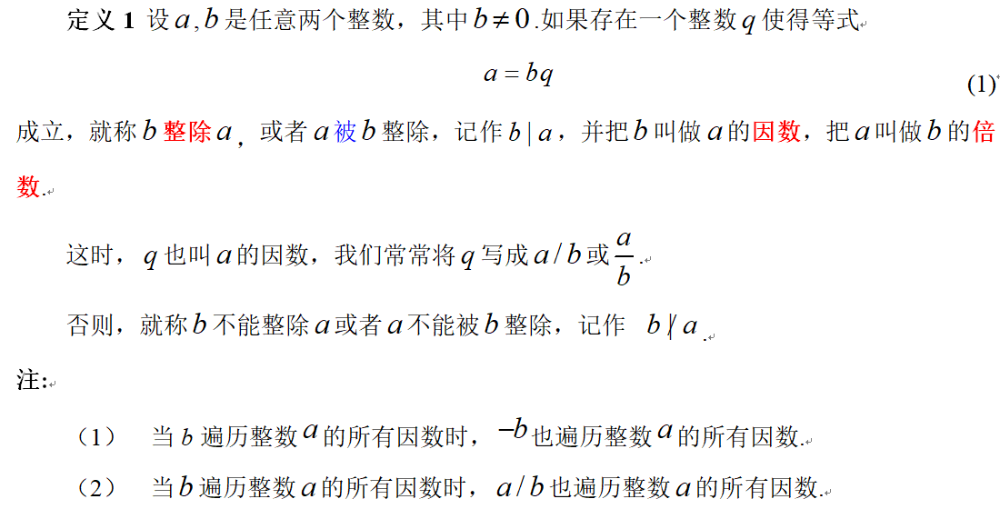 定义 1 设 a, b 是任意两个整数，其中 b ≠ 0 .如果存在一个整数 q 使得等式
a = bq
(1)
成立，就称 b 整除 a ，或者 a 被 b 整除，记作 b | a ，并把 b 叫做 a 的因数，把 a 叫做 b 的倍
数.
这时， q 也叫 a 的因数，我们常常将 q 写成 a / b 或 a/b .
否则，就称 b 不能整除 a 或者 a 不能被 b 整除，记作 b ∤ a .
注:
（1） 当 b 遍历整数 a 的所有因数时， −b 也遍历整数 a 的所有因数.
（2） 当 b 遍历整数 a 的所有因数时， a / b 也遍历整数 a 的所有因数.